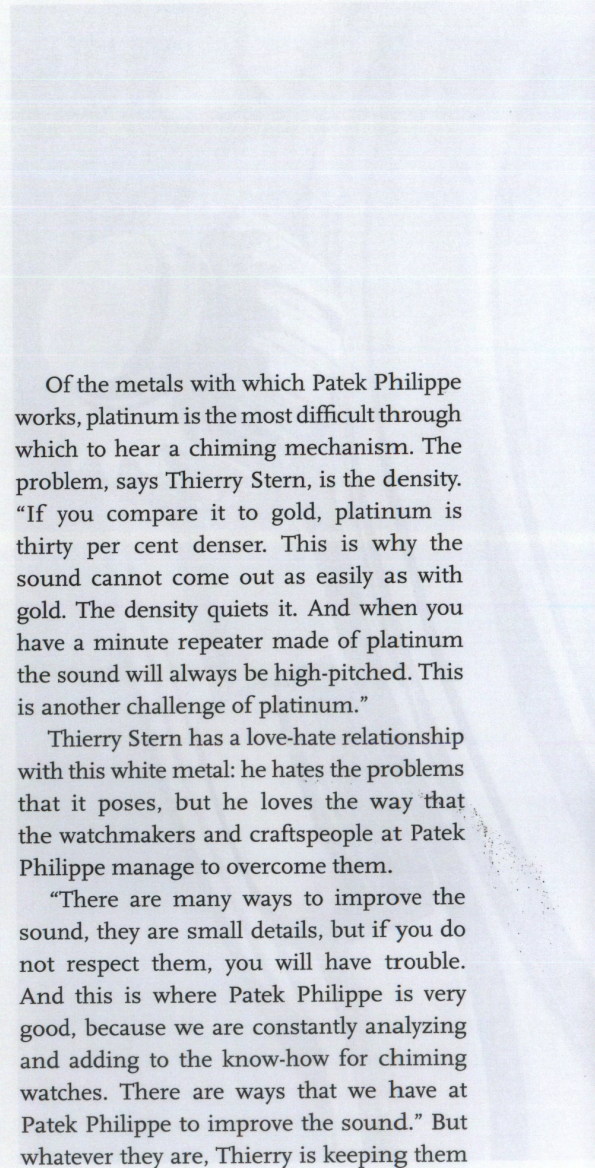 Of the metals with which Patek Philippe
works, platinum is the most difficult through
which to hear a chiming mechanism. The
problem, says Thierry Stern, is the density.
“If you compare it to gold, platinum is
thirty per cent denser. This is why the
sound cannot come out as easily as with
gold. The density quiets it. And when you
have a minute repeater made of platinum
the sound will always be high-pitched. This
is another challenge of platinum.”
Thierry Stern has a love-hate relationship
with this white metal: he hates the problems
that it poses, but he loves the way that
the watchmakers and craftspeople at Patek
Philippe manage to overcome them.
“There are many ways to improve the
sound, they are small details, but if you do
not respect them, you will have trouble.
And this is where Patek Philippe is very
good, because we are constantly analyzing
and adding to the know-how for chiming
watches. There are ways that we have at
Patek Philippe to improve the sound.” But
whatever they are, Thierry is keeping them